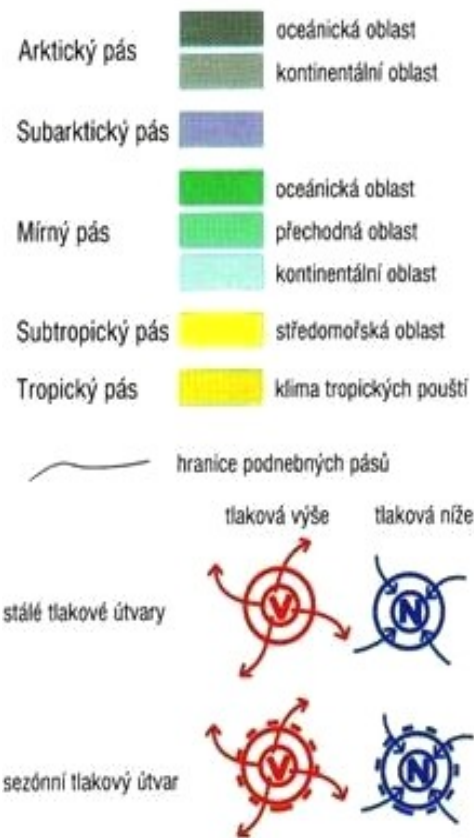 Arktický pás
oceánická oblast
kontinentální oblast
Subarktický pás
Mírný pás
oceánická oblast
přechodná oblast
kontinentální oblast
Subtropický pás
středomořská oblast
Tropický pás
klima tropických pouští
hranice podnebných pásů
tlaková výše
tlaková níže
stálé tlakové útvary
V
N
sezónní tlakový útvar
V
N